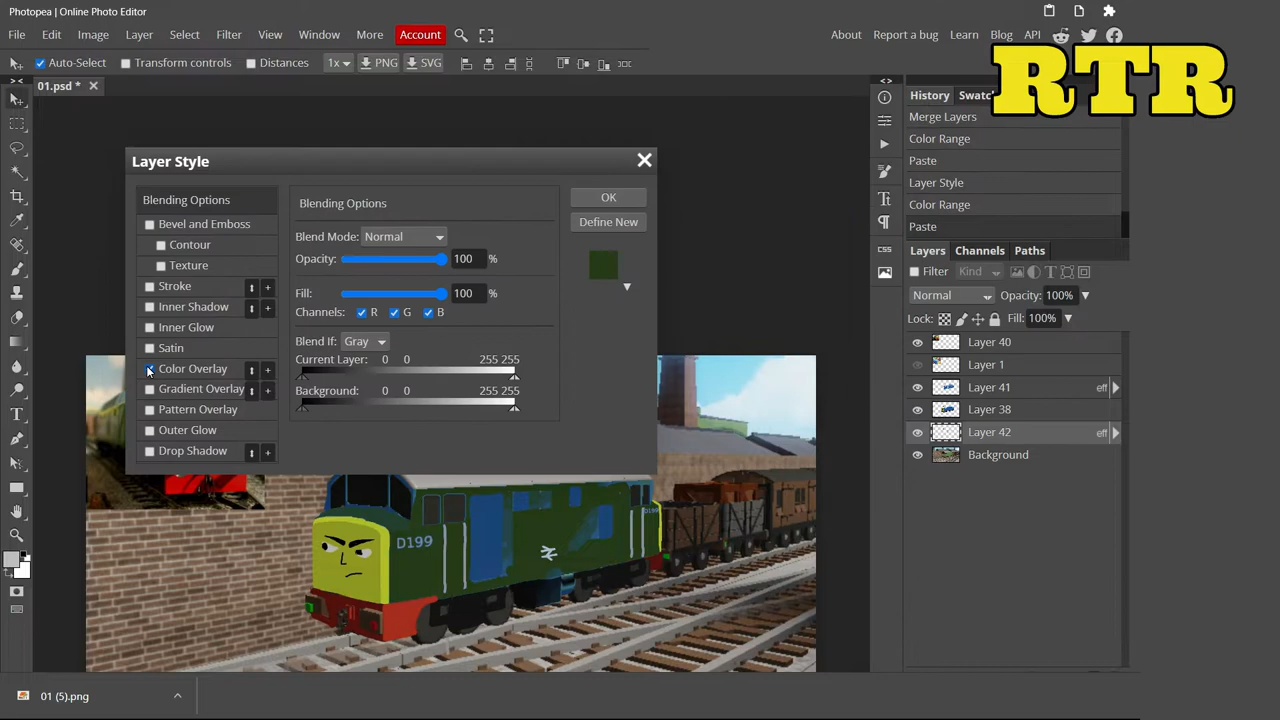 Photopea | Online Photo Editor
File Edit Image Layer Select Filter View Window More Account
About Report a bug Learn Blog API
RTR
Auto-Select Transform controls Distances 1x PNG SVG
01.psd *
History Swatc
Merge Layers
Color Range
Paste
Layer Style
Color Range
Paste
Layers Channels Paths
Filter Kind
Normal Opacity: 100%
Lock: Fill: 100%
Layer 40
Layer 1
Layer 41 eff
Layer 38
Layer 42 eff
Background
CSS
Layer Style
Blending Options
Bevel and Emboss
Contour
Texture
Stroke
Inner Shadow
Inner Glow
Satin
Color Overlay
Gradient Overlay
Pattern Overlay
Outer Glow
Drop Shadow
Blending Options
Blend Mode: Normal
Opacity: 100 %
Fill: 100 %
Channels: R G B
Blend If: Gray
Current Layer: 0 0 255 255
Background: 0 0 255 255
OK
Define New
D199
D199
01 (5).png